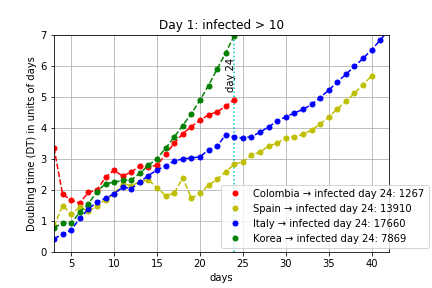 Day 1: infected > 10
Doubling time (DT) in units of days
7
6
5
4
3
2
1
0
day 24
Colombia → infected day 24: 1267
Spain → infected day 24: 13910
Italy → infected day 24: 17660
Korea → infected day 24: 7869
5 10 15 20 25 30 35 40
days